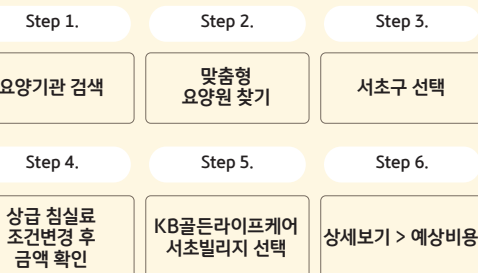 Step 1.
Step 2.
Step 3.
요양기관 검색
맞춤형
요양원 찾기
서초구 선택
Step 4.
Step 5.
Step 6.
상급 침실료
조건변경 후
금액 확인
KB골든라이프케어
서초빌리지 선택
상세보기 > 예상비용